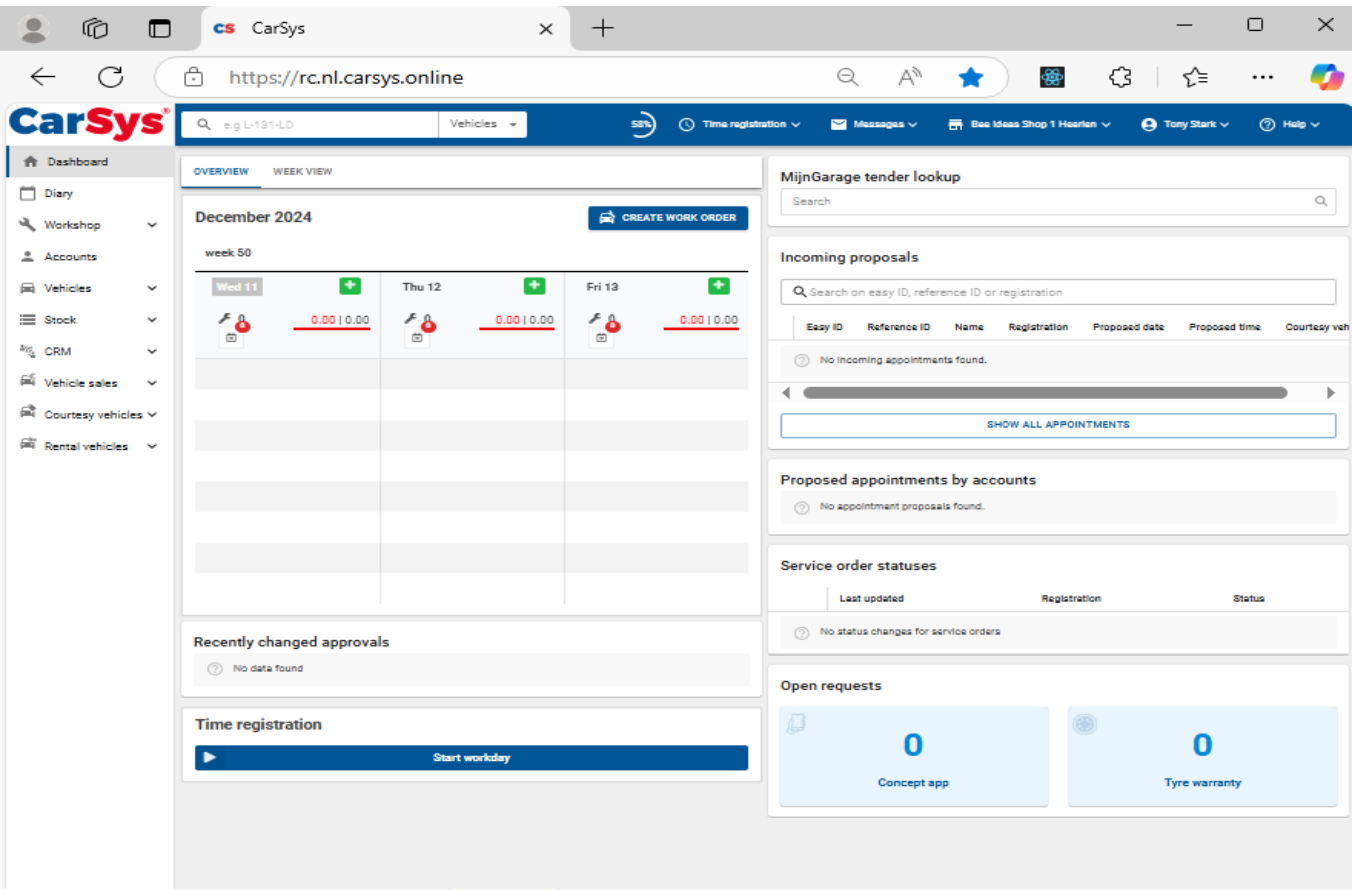 cs CarSys
https://rc.nl.carsys.online
CarSys
e.g L-131-LD
Vehicles
58%
Time registration
Messages
Bee Ideas Shop 1 Heerlen
Tony Stark
Help
Dashboard
Diary
Workshop
Accounts
Vehicles
Stock
CRM
Vehicle sales
Courtesy vehicles
Rental vehicles
OVERVIEW WEEK VIEW
December 2024
CREATE WORK ORDER
week 50
Wed 11 Thu 12 Fri 13
0.00 | 0.00 0.00 | 0.00 0.00 | 0.00
Recently changed approvals
No data found
Time registration
Start workday
MijnGarage tender lookup
Search
Incoming proposals
Search on easy ID, reference ID or registration
Easy ID Reference ID Name Registration Proposed date Proposed time Courtesy veh
No incoming appointments found.
SHOW ALL APPOINTMENTS
Proposed appointments by accounts
No appointment proposals found.
Service order statuses
Last updated Registration Status
No status changes for service orders
Open requests
0 0
Concept app Tyre warranty